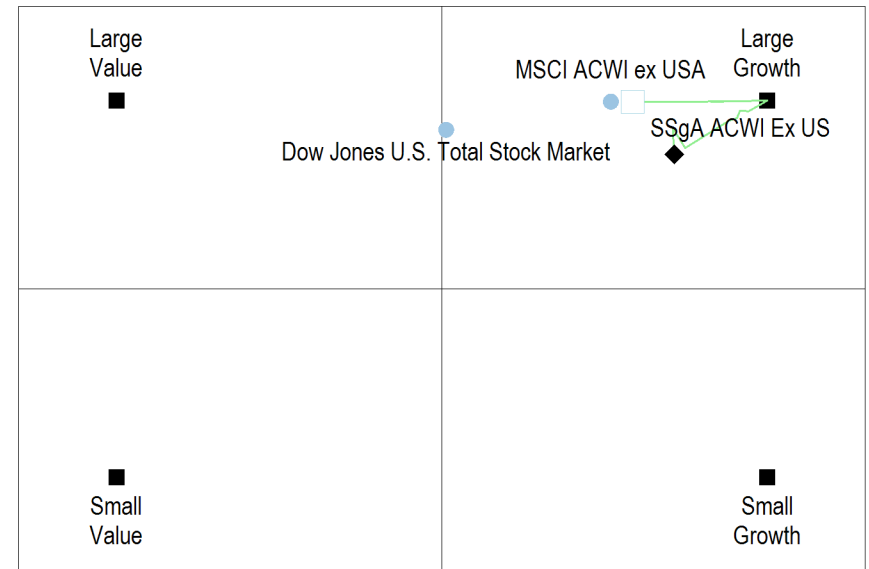 Large
Value
Large
Growth
MSCI ACWI ex USA
SSgA ACWI Ex US
Dow Jones U.S. Total Stock Market
Small
Value
Small
Growth